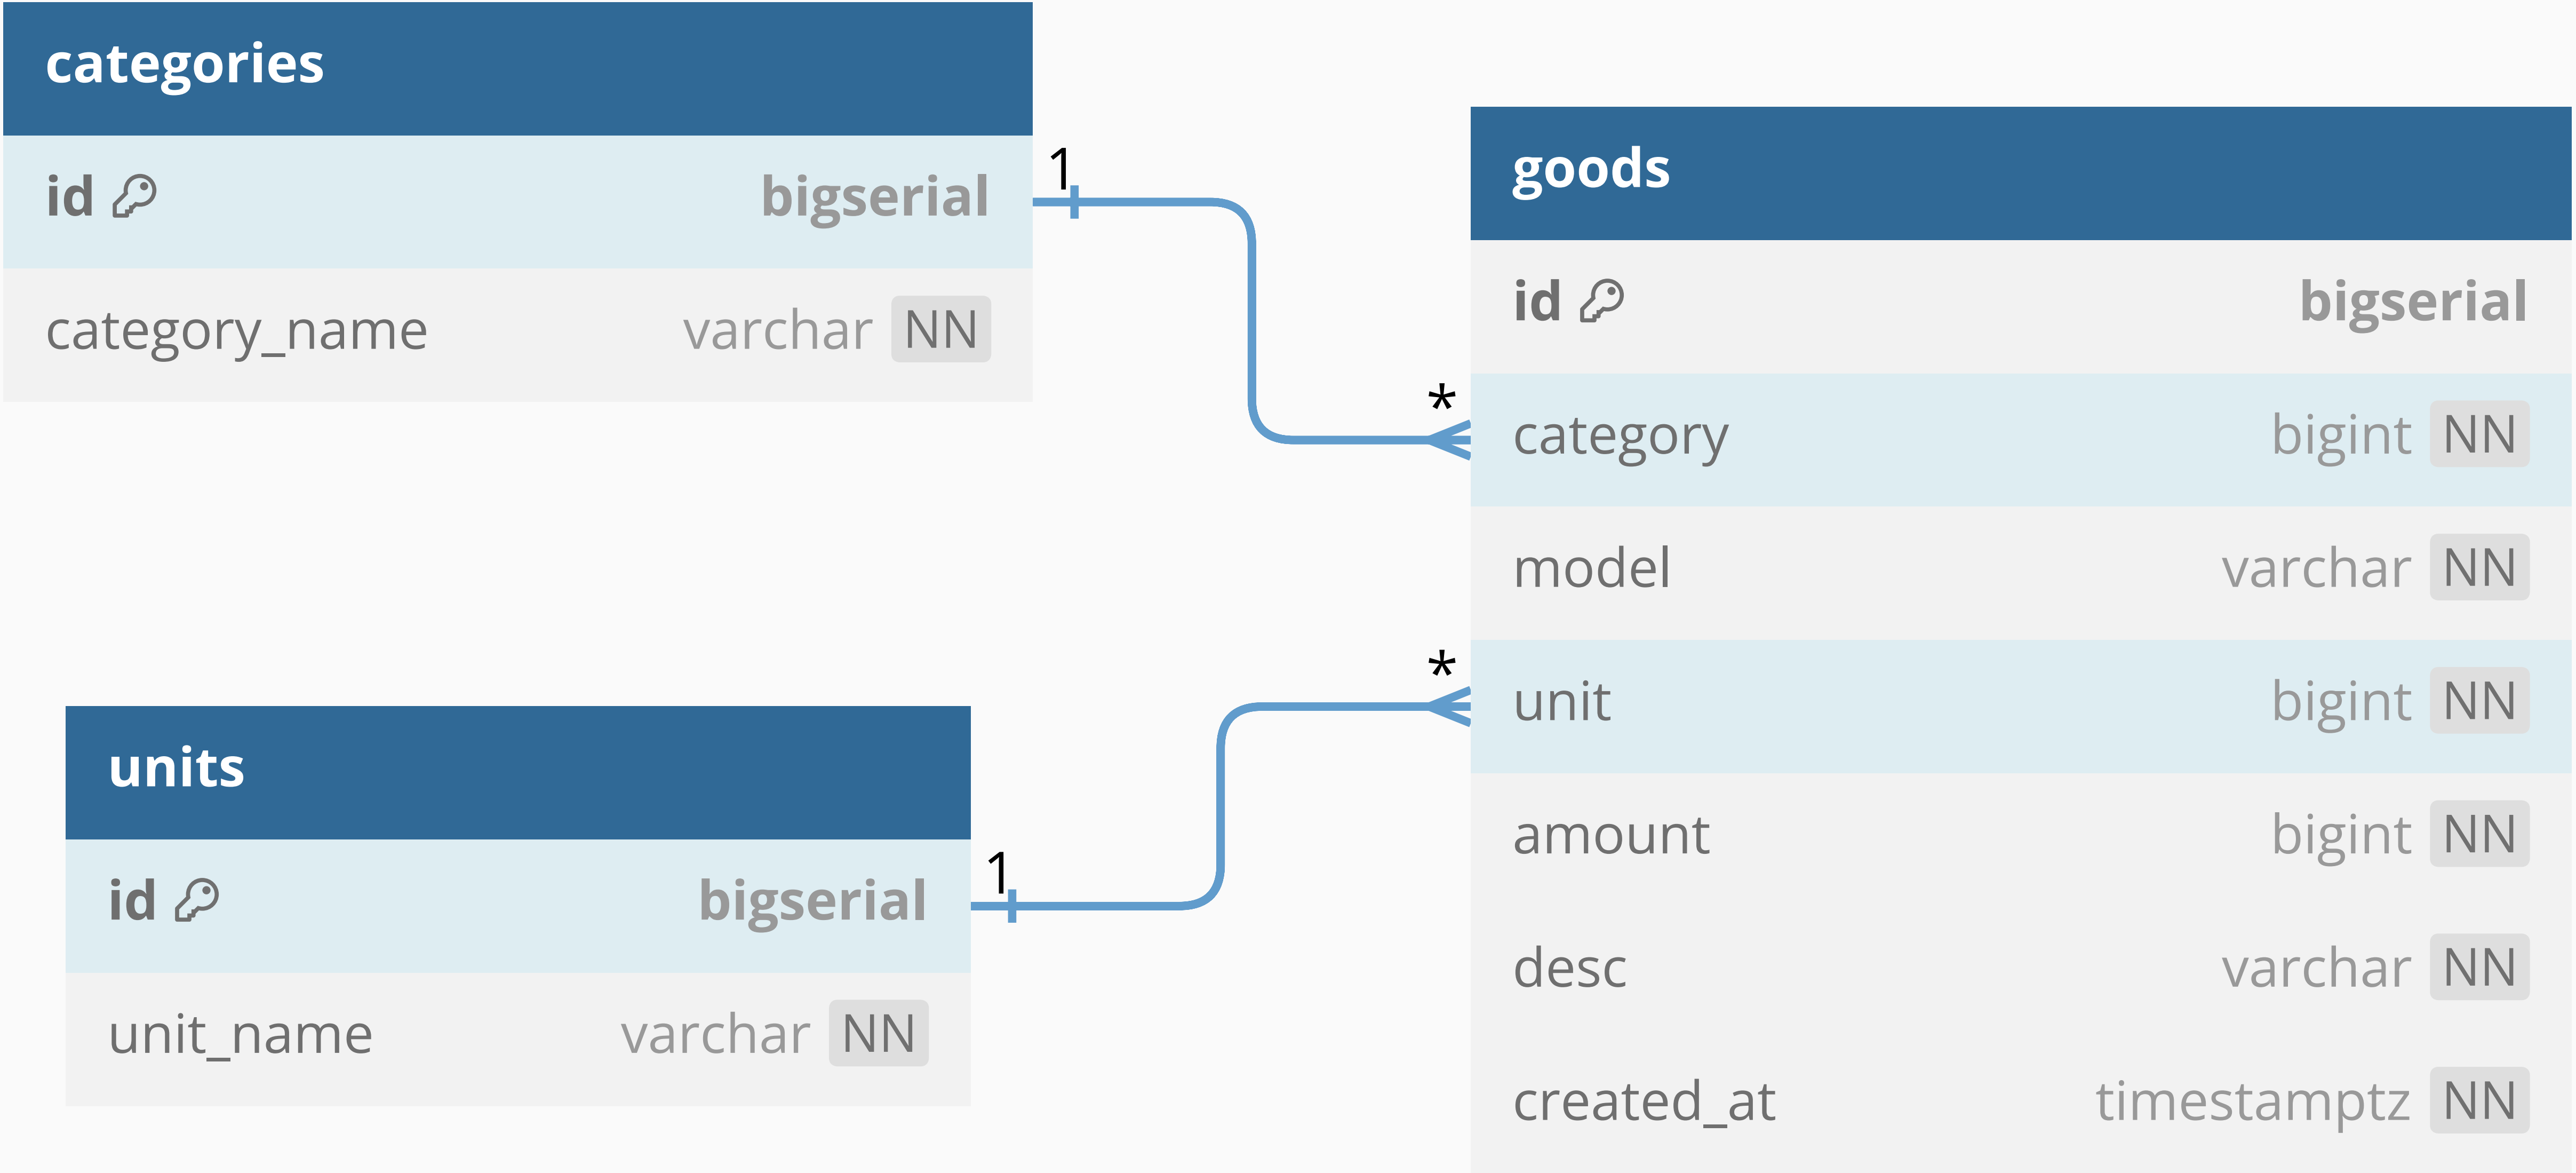 categories
id bigserial
category_name varchar NN
1
*
goods
id bigserial
category bigint NN
model varchar NN
unit bigint NN
amount bigint NN
desc varchar NN
created_at timestamptz NN
*
1
units
id bigserial
unit_name varchar NN